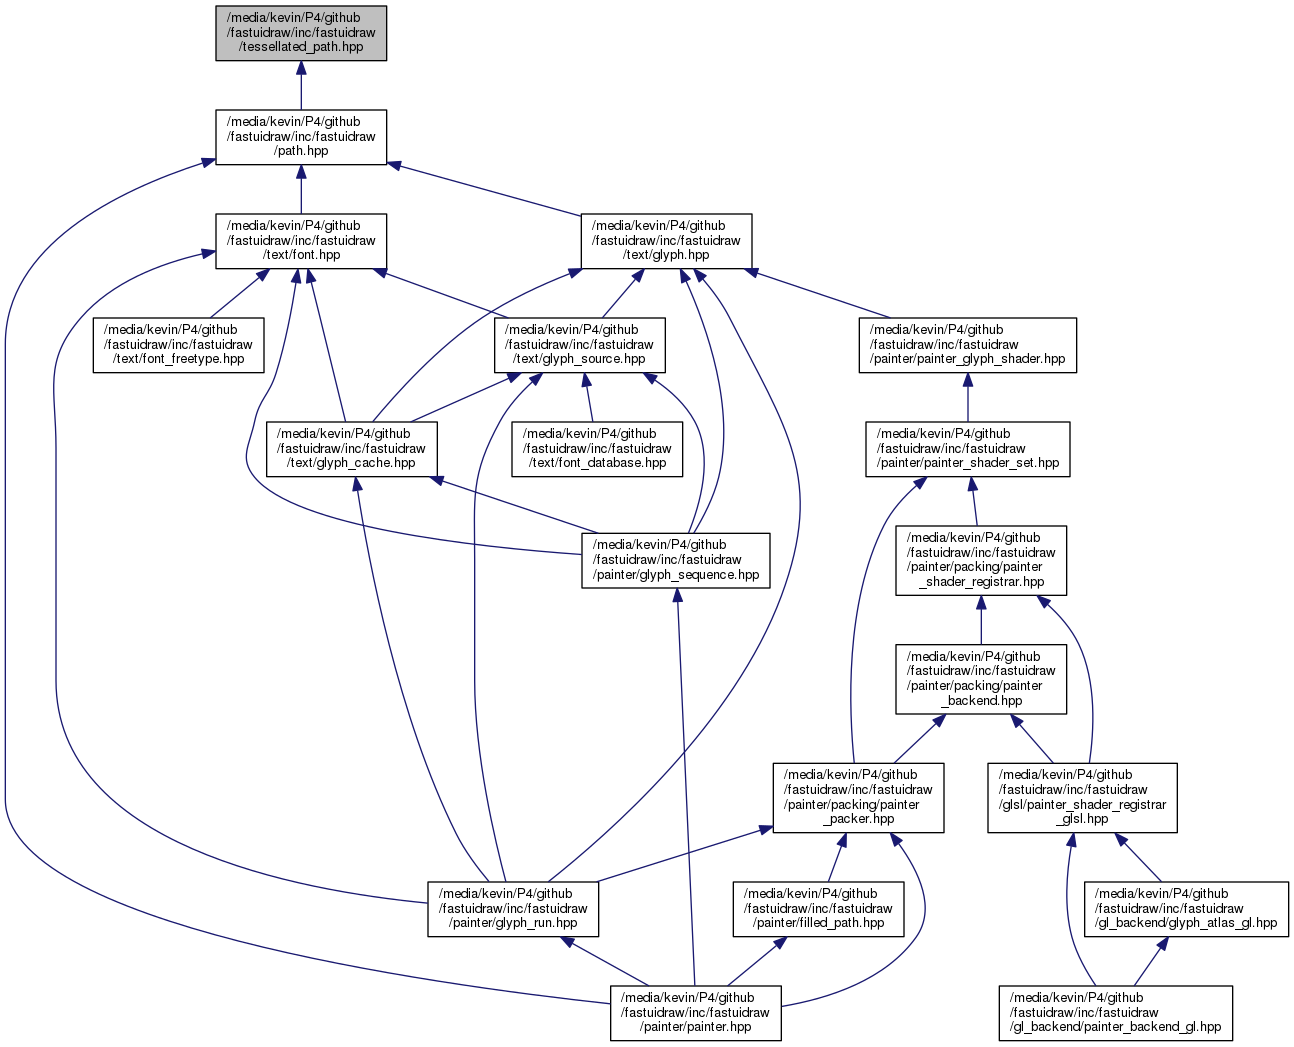 /media/kevin/P4/github
/fastuidraw/inc/fastuidraw
/tessellated_path.hpp
/media/kevin/P4/github
/fastuidraw/inc/fastuidraw
/path.hpp
/media/kevin/P4/github
/fastuidraw/inc/fastuidraw
/text/font.hpp
/media/kevin/P4/github
/fastuidraw/inc/fastuidraw
/text/glyph.hpp
/media/kevin/P4/github
/fastuidraw/inc/fastuidraw
/text/font_freetype.hpp
/media/kevin/P4/github
/fastuidraw/inc/fastuidraw
/text/glyph_source.hpp
/media/kevin/P4/github
/fastuidraw/inc/fastuidraw
/painter/painter_glyph_shader.hpp
/media/kevin/P4/github
/fastuidraw/inc/fastuidraw
/text/glyph_cache.hpp
/media/kevin/P4/github
/fastuidraw/inc/fastuidraw
/text/font_database.hpp
/media/kevin/P4/github
/fastuidraw/inc/fastuidraw
/painter/painter_shader_set.hpp
/media/kevin/P4/github
/fastuidraw/inc/fastuidraw
/painter/glyph_sequence.hpp
/media/kevin/P4/github
/fastuidraw/inc/fastuidraw
/painter/packing/painter
_shader_registrar.hpp
/media/kevin/P4/github
/fastuidraw/inc/fastuidraw
/painter/packing/painter
_backend.hpp
/media/kevin/P4/github
/fastuidraw/inc/fastuidraw
/painter/packing/painter
_packer.hpp
/media/kevin/P4/github
/fastuidraw/inc/fastuidraw
/glsl/painter_shader_registrar
_glsl.hpp
/media/kevin/P4/github
/fastuidraw/inc/fastuidraw
/painter/glyph_run.hpp
/media/kevin/P4/github
/fastuidraw/inc/fastuidraw
/painter/filled_path.hpp
/media/kevin/P4/github
/fastuidraw/inc/fastuidraw
/gl_backend/glyph_atlas_gl.hpp
/media/kevin/P4/github
/fastuidraw/inc/fastuidraw
/painter/painter.hpp
/media/kevin/P4/github
/fastuidraw/inc/fastuidraw
/gl_backend/painter_backend_gl.hpp